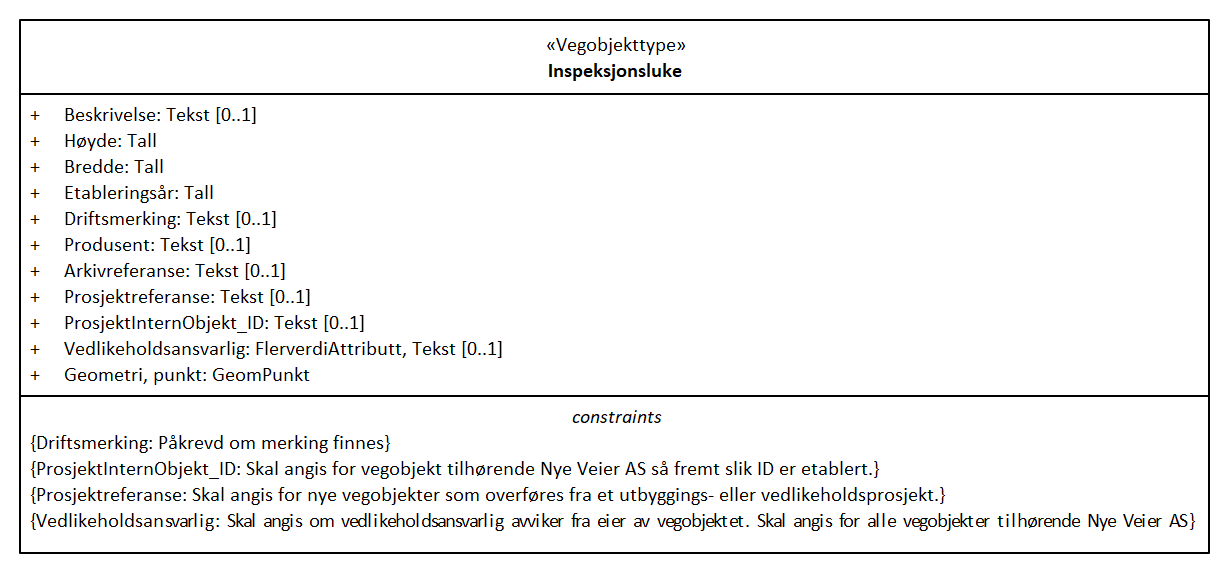 «Vegobjekttype»
Inspeksjonsluke
+ Beskrivelse: Tekst [0..1]
+ Høyde: Tall
+ Bredde: Tall
+ Etableringsår: Tall
+ Driftsmerking: Tekst [0..1]
+ Produsent: Tekst [0..1]
+ Arkivreferanse: Tekst [0..1]
+ Prosjektreferanse: Tekst [0..1]
+ ProsjektInternObjekt_ID: Tekst [0..1]
+ Vedlikeholdsansvarlig: FlerverdiAttributt, Tekst [0..1]
+ Geometri, punkt: GeomPunkt
constraints
{Driftsmerking: Påkrevd om merking finnes}
{ProsjektInternObjekt_ID: Skal angis for vegobjekt tilhørende Nye Veier AS så fremt slik ID er etablert.}
{Prosjektreferanse: Skal angis for nye vegobjekter som overføres fra et utbyggings- eller vedlikeholdsprosjekt.}
{Vedlikeholdsansvarlig: Skal angis om vedlikeholdsansvarlig avviker fra eier av vegobjektet. Skal angis for alle vegobjekter tilhørende Nye Veier AS}